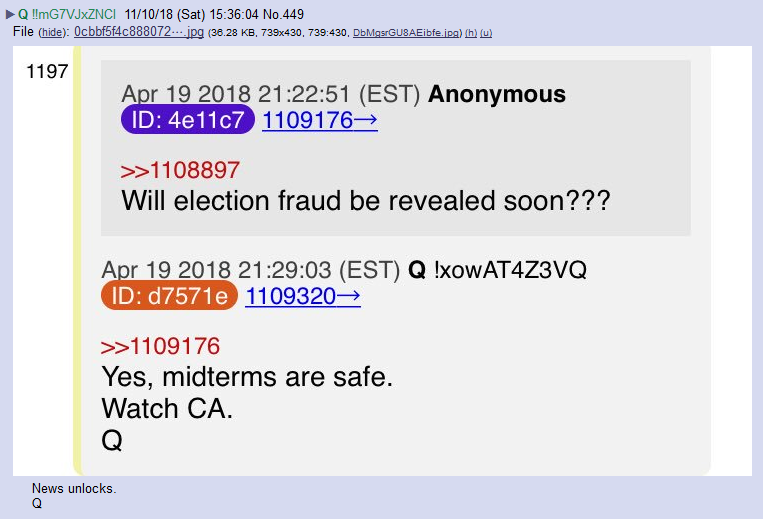 ▶ Q !!mG7VJxZNCI 11/10/18 (Sat) 15:36:04 No.449
File (hide): 0cbbf5f4c888072···.jpg (36.28 KB, 739x430, 739:430, DbMqsrGU8AEibfe.jpg) (h) (u)
1197
Apr 19 2018 21:22:51 (EST) Anonymous
ID: 4e11c7 1109176→
>>1108897
Will election fraud be revealed soon???
Apr 19 2018 21:29:03 (EST) Q !xowAT4Z3VQ
ID: d7571e 1109320→
>>1109176
Yes, midterms are safe.
Watch CA.
Q
News unlocks.
Q